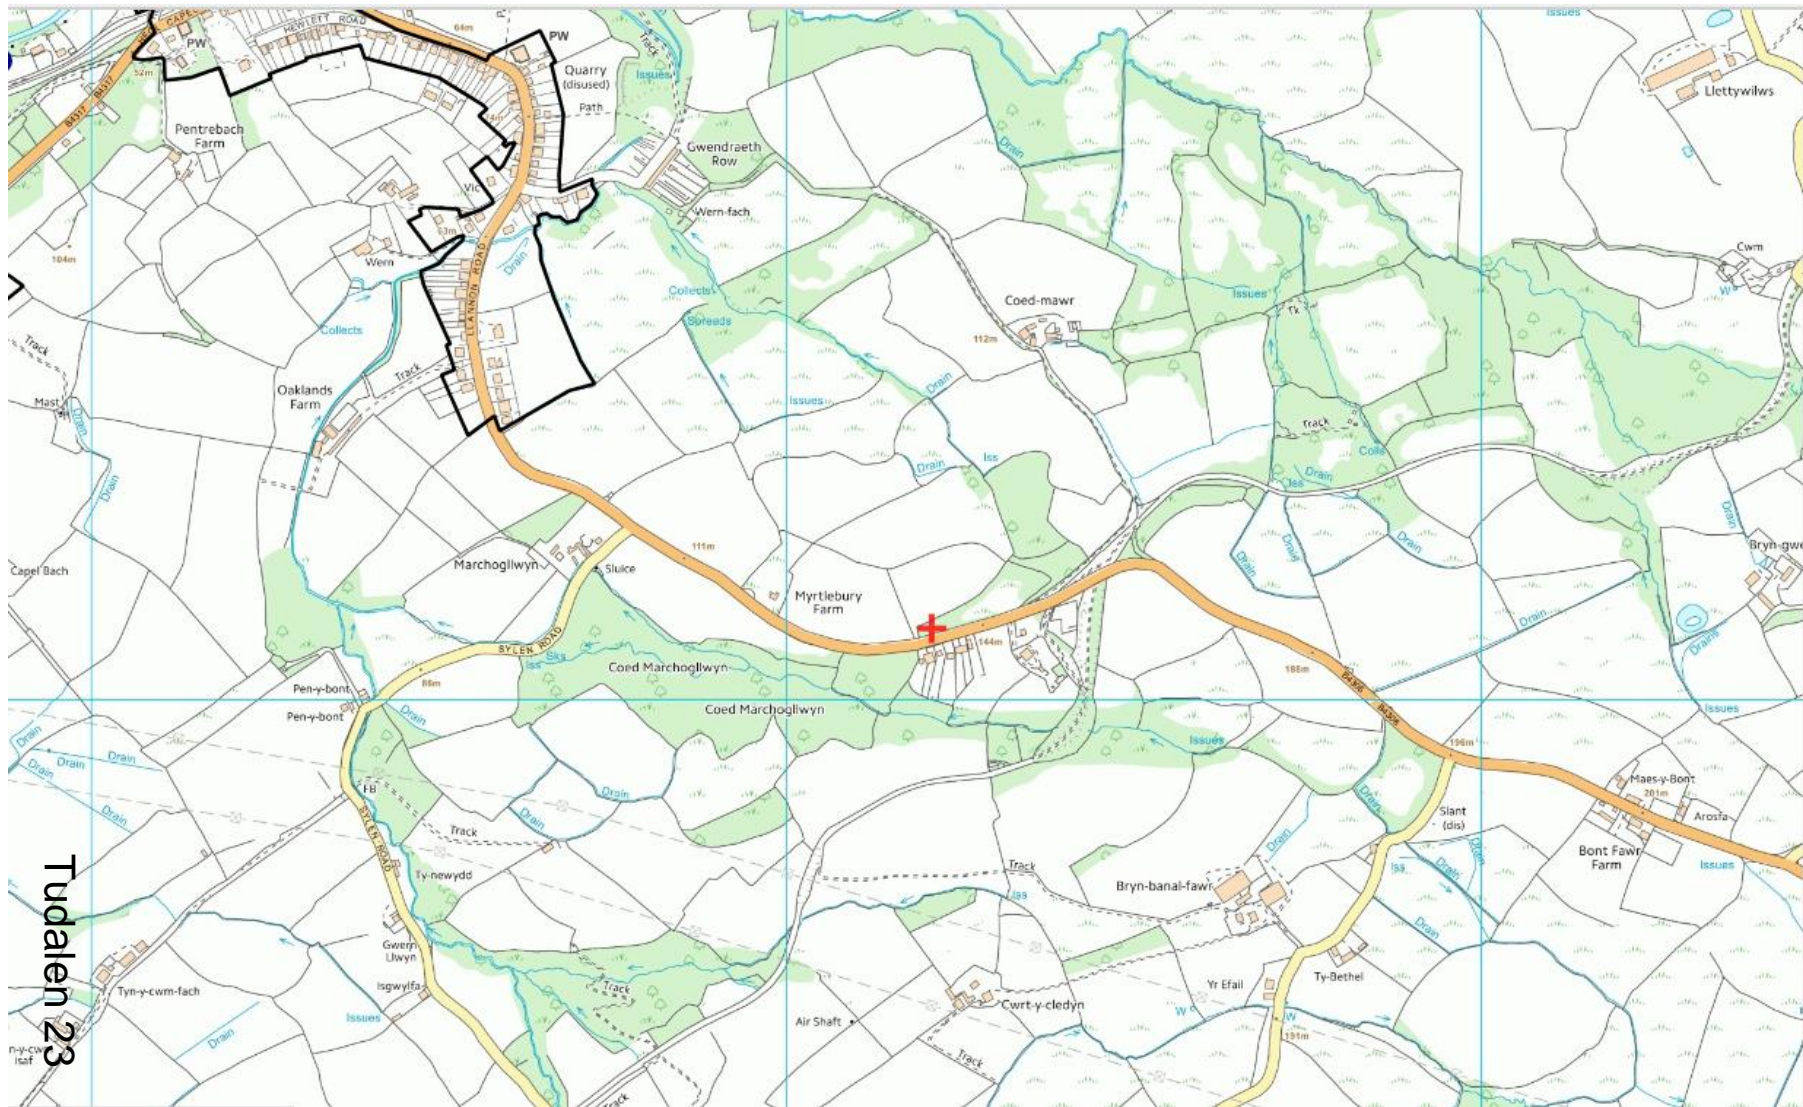 HEWLETT ROAD
64m
PW
PW
Issues
B4317
B4317
52m
Quarry
(disused)
Track
Issues
Path
Llettywilws
Pentrebach
Farm
Gwendraeth
Row
Drain
Vic
Wern-fach
104m
63m
Wern
Drain
LLANNON ROAD
Cwm
Collects
Issues
Coed-mawr
Tk
Collects
Spreads
112m
Track
Track
Oaklands
Farm
Drain
Issues
Mast
Drain
Track
Drain
Iss
Colls
Drain
Iss
Drain
Drain
111m
Drain
Drain
Drain
Capel Bach
Marchogllwyn
Sluice
Myrtlebury
Farm
Drain
Drains
144m
SYLEN ROAD
Iss
Sks
Coed Marchogllwyn
188m
B4306
B4306
Pen-y-bont
86m
Pen-y-bont
Drain
Coed Marchogllwyn
Issues
Drain
Drain
Drain
Drain
Issues
196m
FB
Drain
Drain
Drain
Maes-y-Bont
201m
Arosfa
SYLEN ROAD
Track
Drain
Slant
(dis)
Drain
Bont Fawr
Farm
Issues
Ty-newydd
Track
Bryn-banal-fawr
Iss
Drain
Iss
Drain
Gwern
Llwyn
Ty-Bethel
Tyn-y-cwm-fach
Isgwylfa
Track
Yr Efail
Issues
Cwrt-y-cledyn
Air Shaft
W
Drain
191m
Track
Track
Tudalen 23